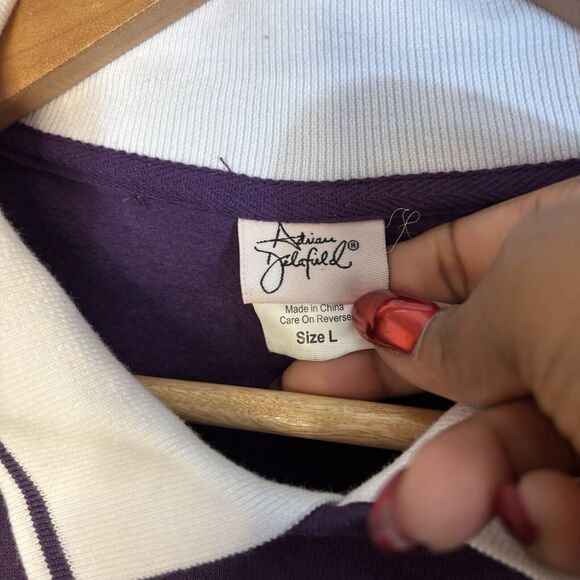 Adrian
Delafield®
Made in China
Care On Reverse
Size L